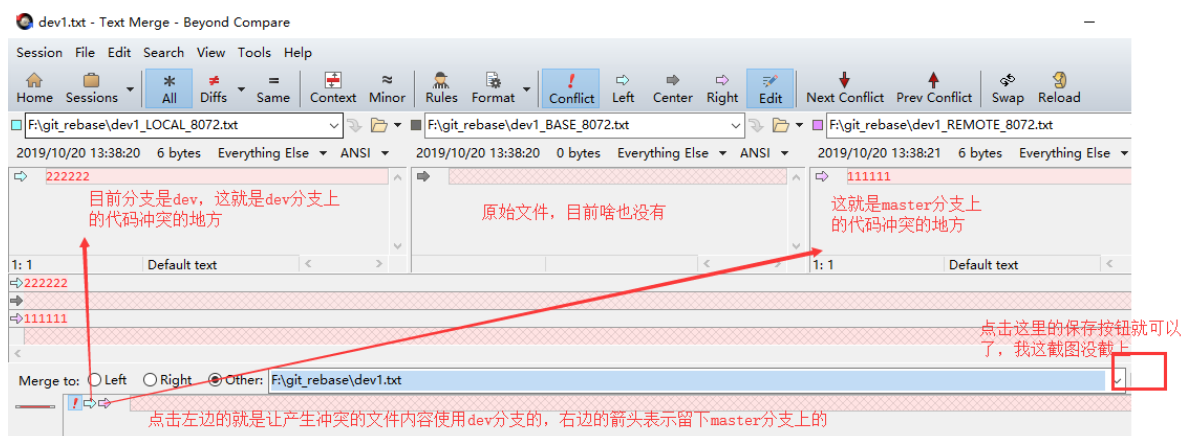 dev1.txt - Text Merge - Beyond Compare
Session File Edit Search View Tools Help
Home Sessions All Diffs Same Context Minor Rules Format Conflict Left Center Right Edit Next Conflict Prev Conflict Swap Reload
F:\git_rebase\dev1_LOCAL_8072.txt F:\git_rebase\dev1_BASE_8072.txt F:\git_rebase\dev1_REMOTE_8072.txt
2019/10/20 13:38:20 6 bytes Everything Else ANSI 2019/10/20 13:38:20 0 bytes Everything Else ANSI 2019/10/20 13:38:21 6 bytes Everything Else
222222 111111
目前分支是dev，这就是dev分支上
的代码冲突的地方
原始文件，目前啥也没有
这就是master分支上
的代码冲突的地方
1: 1 Default text 1: 1 Default text
222222
111111
点击这里的保存按钮就可以
了，我这截图没截上
Merge to: Left Right Other: F:\git_rebase\dev1.txt
点击左边的就是让产生冲突的文件内容使用dev分支的，右边的箭头表示留下master分支上的